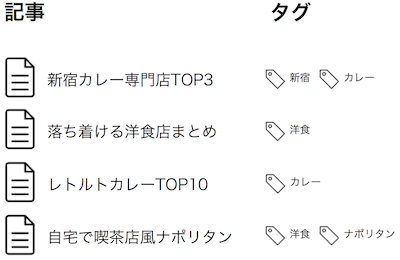 記事 タグ
新宿カレー専門店TOP3 新宿 カレー
落ち着ける洋食店まとめ 洋食
レトルトカレーTOP10 カレー
自宅で喫茶店風ナポリタン 洋食 ナポリタン